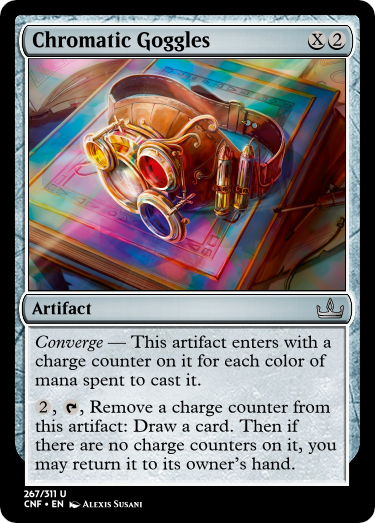 Chromatic Goggles X 2
Artifact
Converge — This artifact enters with a
charge counter on it for each color of
mana spent to cast it.
2 , , Remove a charge counter from
this artifact: Draw a card. Then if
there are no charge counters on it, you
may return it to its owner's hand.
267/311 U
CNF • EN Alexis Susani